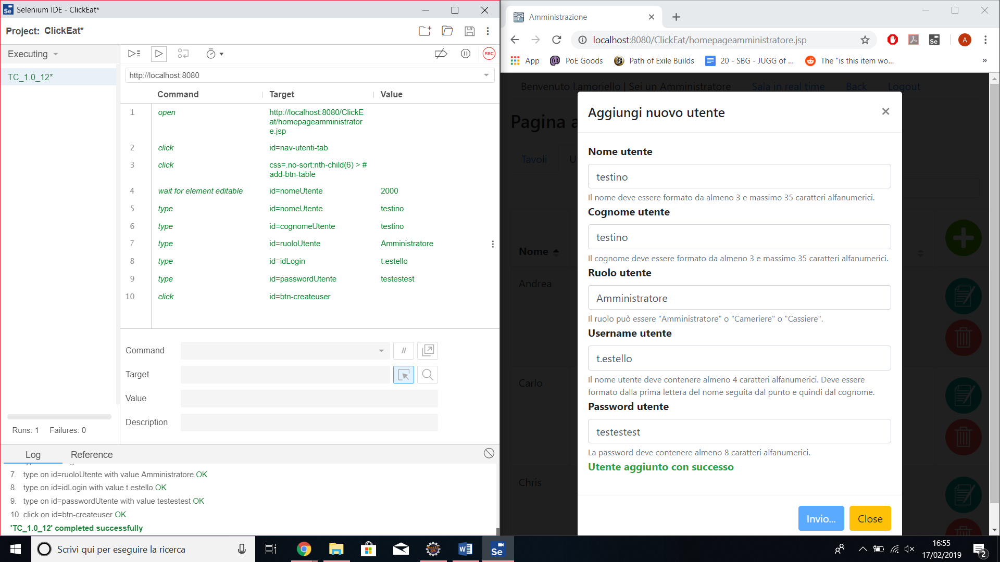 Selenium IDE - ClickEat*
Project: ClickEat*
Executing
REC
TC_1.0_12*
http://localhost:8080
Command Target Value
1 open http://localhost:8080/ClickE
at/homepageamministrator
e.jsp
2 click id=nav-utenti-tab
3 click css=.no-sort:nth-child(6) > #
add-btn-table
4 wait for element editable id=nomeUtente 2000
5 type id=nomeUtente testino
6 type id=cognomeUtente testino
7 type id=ruoloUtente Amministratore
8 type id=idLogin t.estello
9 type id=passwordUtente testestest
10 click id=btn-createuser
Command //
Target
Value
Description
Runs: 1 Failures: 0
Log Reference
7. type on id=ruoloUtente with value Amministratore OK
8. type on id=idLogin with value t.estello OK
9. type on id=passwordUtente with value testestest OK
10. click on id=btn-createuser OK
'TC_1.0_12' completed successfully
Amministrazione
localhost:8080/ClickEat/homepageamministratore.jsp
Se
A
App PoE Goods Path of Exile Builds 20 - SBG - JUGG of ... The "is this item wo... »
Benvenuto l.amoriello | Sei un Amministratore Sala in real time Back Logout
Pagina a
Tavoli U
Nome
Andrea
Carlo
Chris
Aggiungi nuovo utente ×
Nome utente
testino
Il nome deve essere formato da almeno 3 e massimo 35 caratteri alfanumerici.
Cognome utente
testino
Il cognome deve essere formato da almeno 3 e massimo 35 caratteri alfanumerici.
Ruolo utente
Amministratore
Il ruolo può essere "Amministratore" o "Cameriere" o "Cassiere".
Username utente
t.estello
Il nome utente deve contenere almeno 4 caratteri alfanumerici. Deve essere
formato dalla prima lettera del nome seguita dal punto e quindi dal cognome.
Password utente
testestest
La password deve contenere almeno 8 caratteri alfanumerici.
Utente aggiunto con successo
Invio... Close
Scrivi qui per eseguire la ricerca
Se
16:55
17/02/2019
2